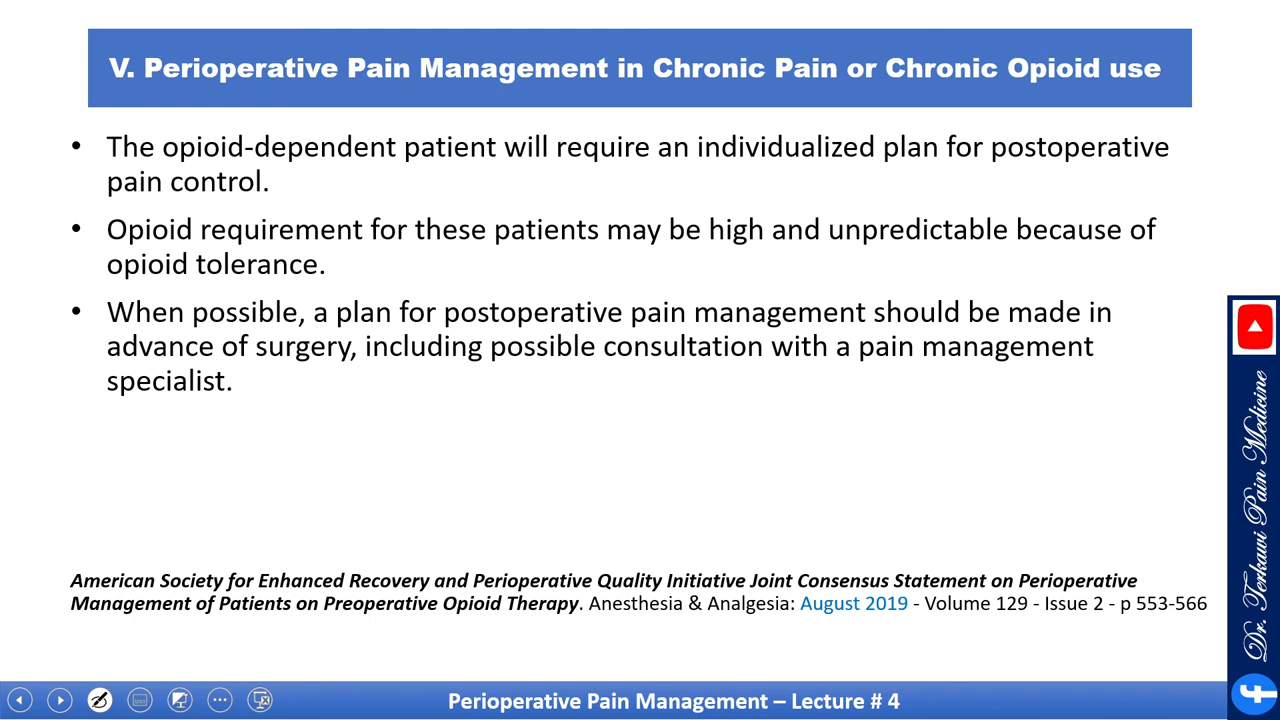 V. Perioperative Pain Management in Chronic Pain or Chronic Opioid use
• The opioid-dependent patient will require an individualized plan for postoperative
pain control.
• Opioid requirement for these patients may be high and unpredictable because of
opioid tolerance.
• When possible, a plan for postoperative pain management should be made in
advance of surgery, including possible consultation with a pain management
specialist.
American Society for Enhanced Recovery and Perioperative Quality Initiative Joint Consensus Statement on Perioperative
Management of Patients on Preoperative Opioid Therapy. Anesthesia & Analgesia: August 2019 - Volume 129 - Issue 2 - p 553-566
Perioperative Pain Management – Lecture # 4
Dr. Terkawi Pain Medicine